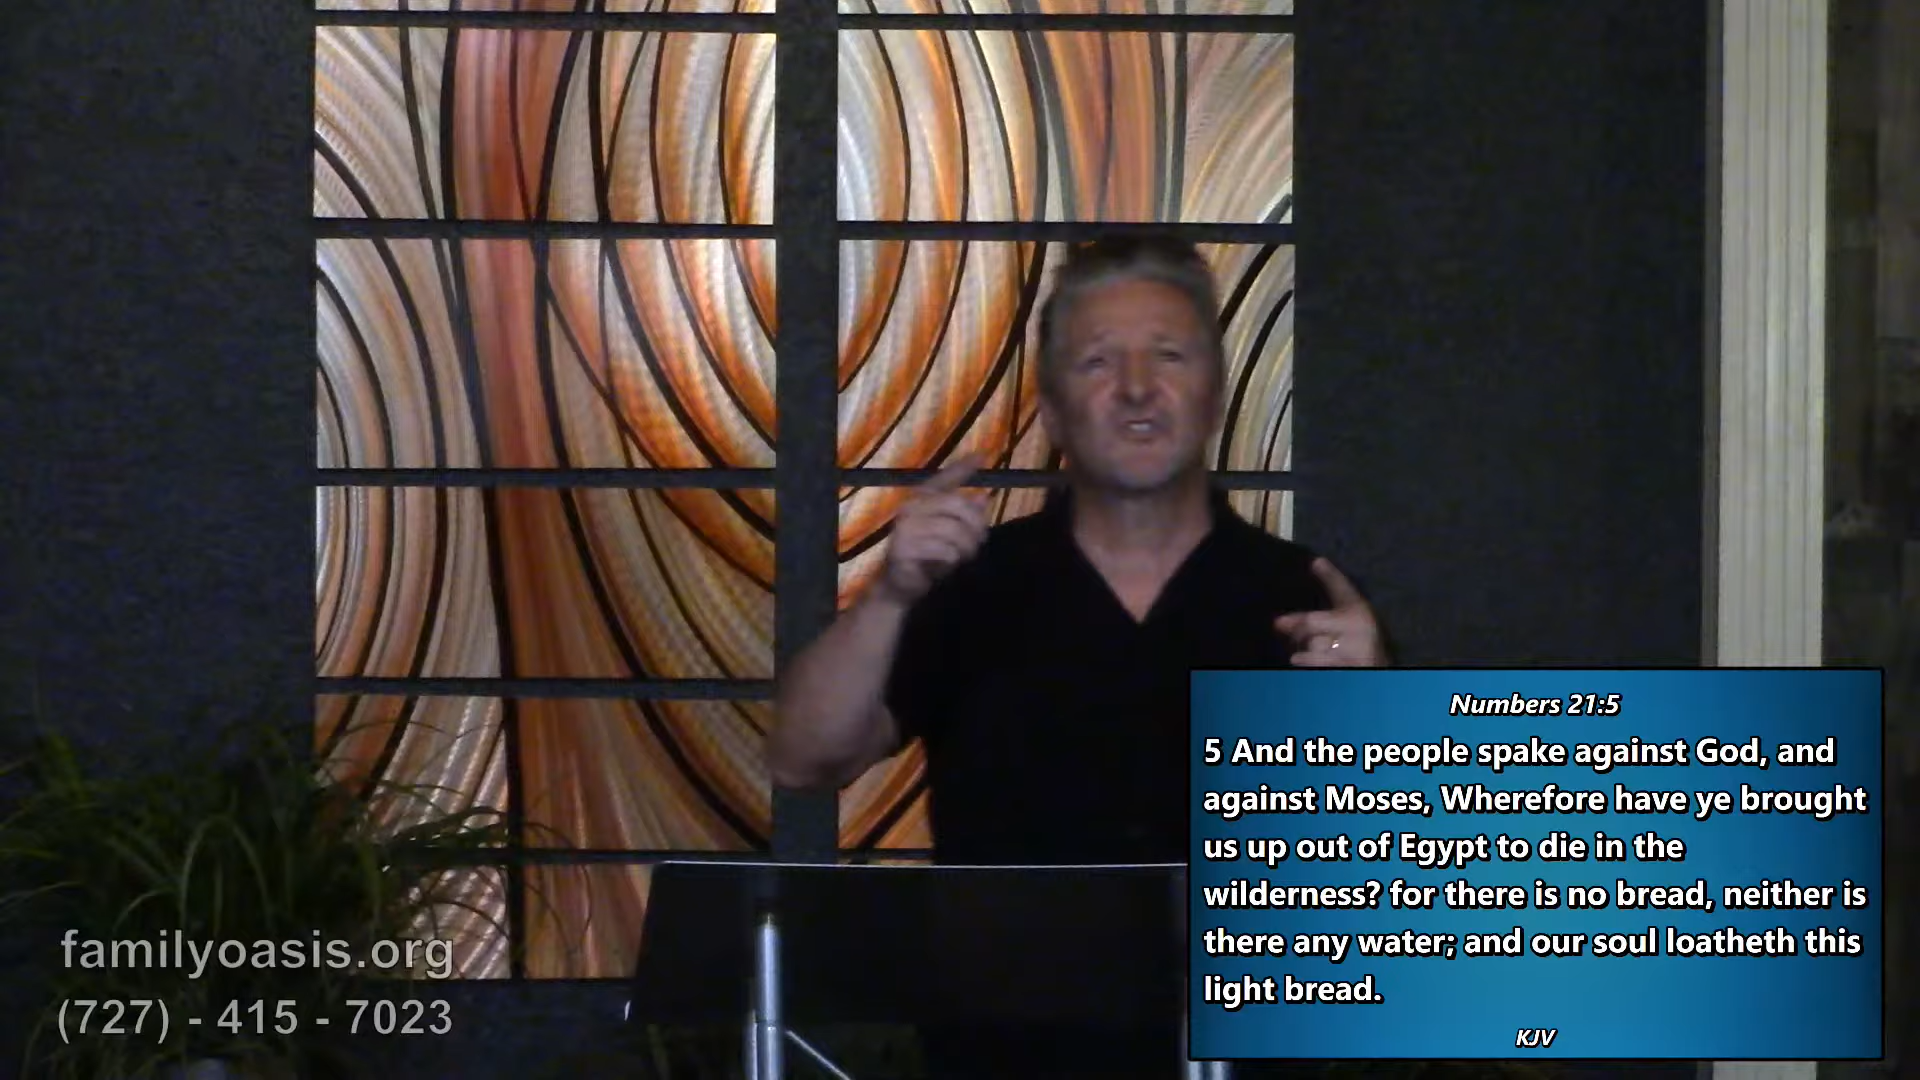 Numbers 21:5
5 And the people spake against God, and
against Moses, Wherefore have ye brought
us up out of Egypt to die in the
wilderness? for there is no bread, neither is
there any water; and our soul loatheth this
light bread.
KJV
familyoasis.org
(727) - 415 - 7023